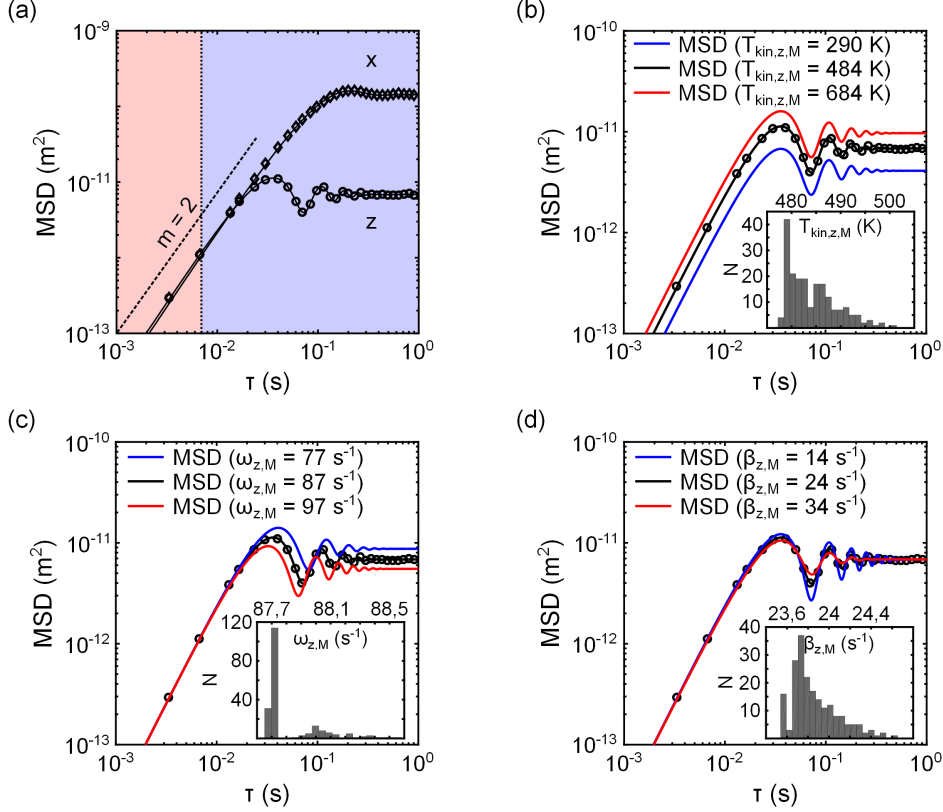 (a)
10⁻⁹
10⁻¹¹
10⁻¹³
MSD (m²)
x
z
m = 2
10⁻³ 10⁻² 10⁻¹ 10⁰
τ (s)
(b)
10⁻¹⁰
10⁻¹¹
10⁻¹²
10⁻¹³
MSD (m²)
MSD (T_kin,z,M = 290 K)
MSD (T_kin,z,M = 484 K)
MSD (T_kin,z,M = 684 K)
480 490 500
T_kin,z,M (K)
N
40
30
20
10
10⁻³ 10⁻² 10⁻¹ 10⁰
τ (s)
(c)
10⁻¹⁰
10⁻¹¹
10⁻¹²
10⁻¹³
MSD (m²)
MSD (ω_z,M = 77 s⁻¹)
MSD (ω_z,M = 87 s⁻¹)
MSD (ω_z,M = 97 s⁻¹)
87,7 88,1 88,5
ω_z,M (s⁻¹)
N
120
80
40
10⁻³ 10⁻² 10⁻¹ 10⁰
τ (s)
(d)
10⁻¹⁰
10⁻¹¹
10⁻¹²
10⁻¹³
MSD (m²)
MSD (β_z,M = 14 s⁻¹)
MSD (β_z,M = 24 s⁻¹)
MSD (β_z,M = 34 s⁻¹)
23,6 24 24,4
β_z,M (s⁻¹)
N
40
30
20
10
10⁻³ 10⁻² 10⁻¹ 10⁰
τ (s)